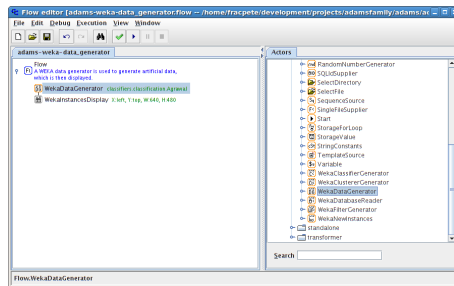 Flow editor [adams-weka-data_generator.flow -- /home/fracpete/development/projects/adamsfamily/adams/ad
File Edit Debug Execution View Window
adams-weka-data_generator
Flow
A WEKA data generator is used to generate artificial data,
which is then displayed.
WekaDataGenerator classifiers.classification.Agrawal
WekaInstancesDisplay X:left, Y:top, W:640, H:480
Actors
RandomNumberGenerator
SQLIdSupplier
SelectDirectory
SelectFile
SequenceSource
SingleFileSupplier
Start
StorageForLoop
StorageValue
StringConstants
TemplateSource
Variable
WekaClassifierGenerator
WekaClustererGenerator
WekaDataGenerator
WekaDatabaseReader
WekaFilterGenerator
WekaNewInstances
standalone
transformer
Search
Flow.WekaDataGenerator